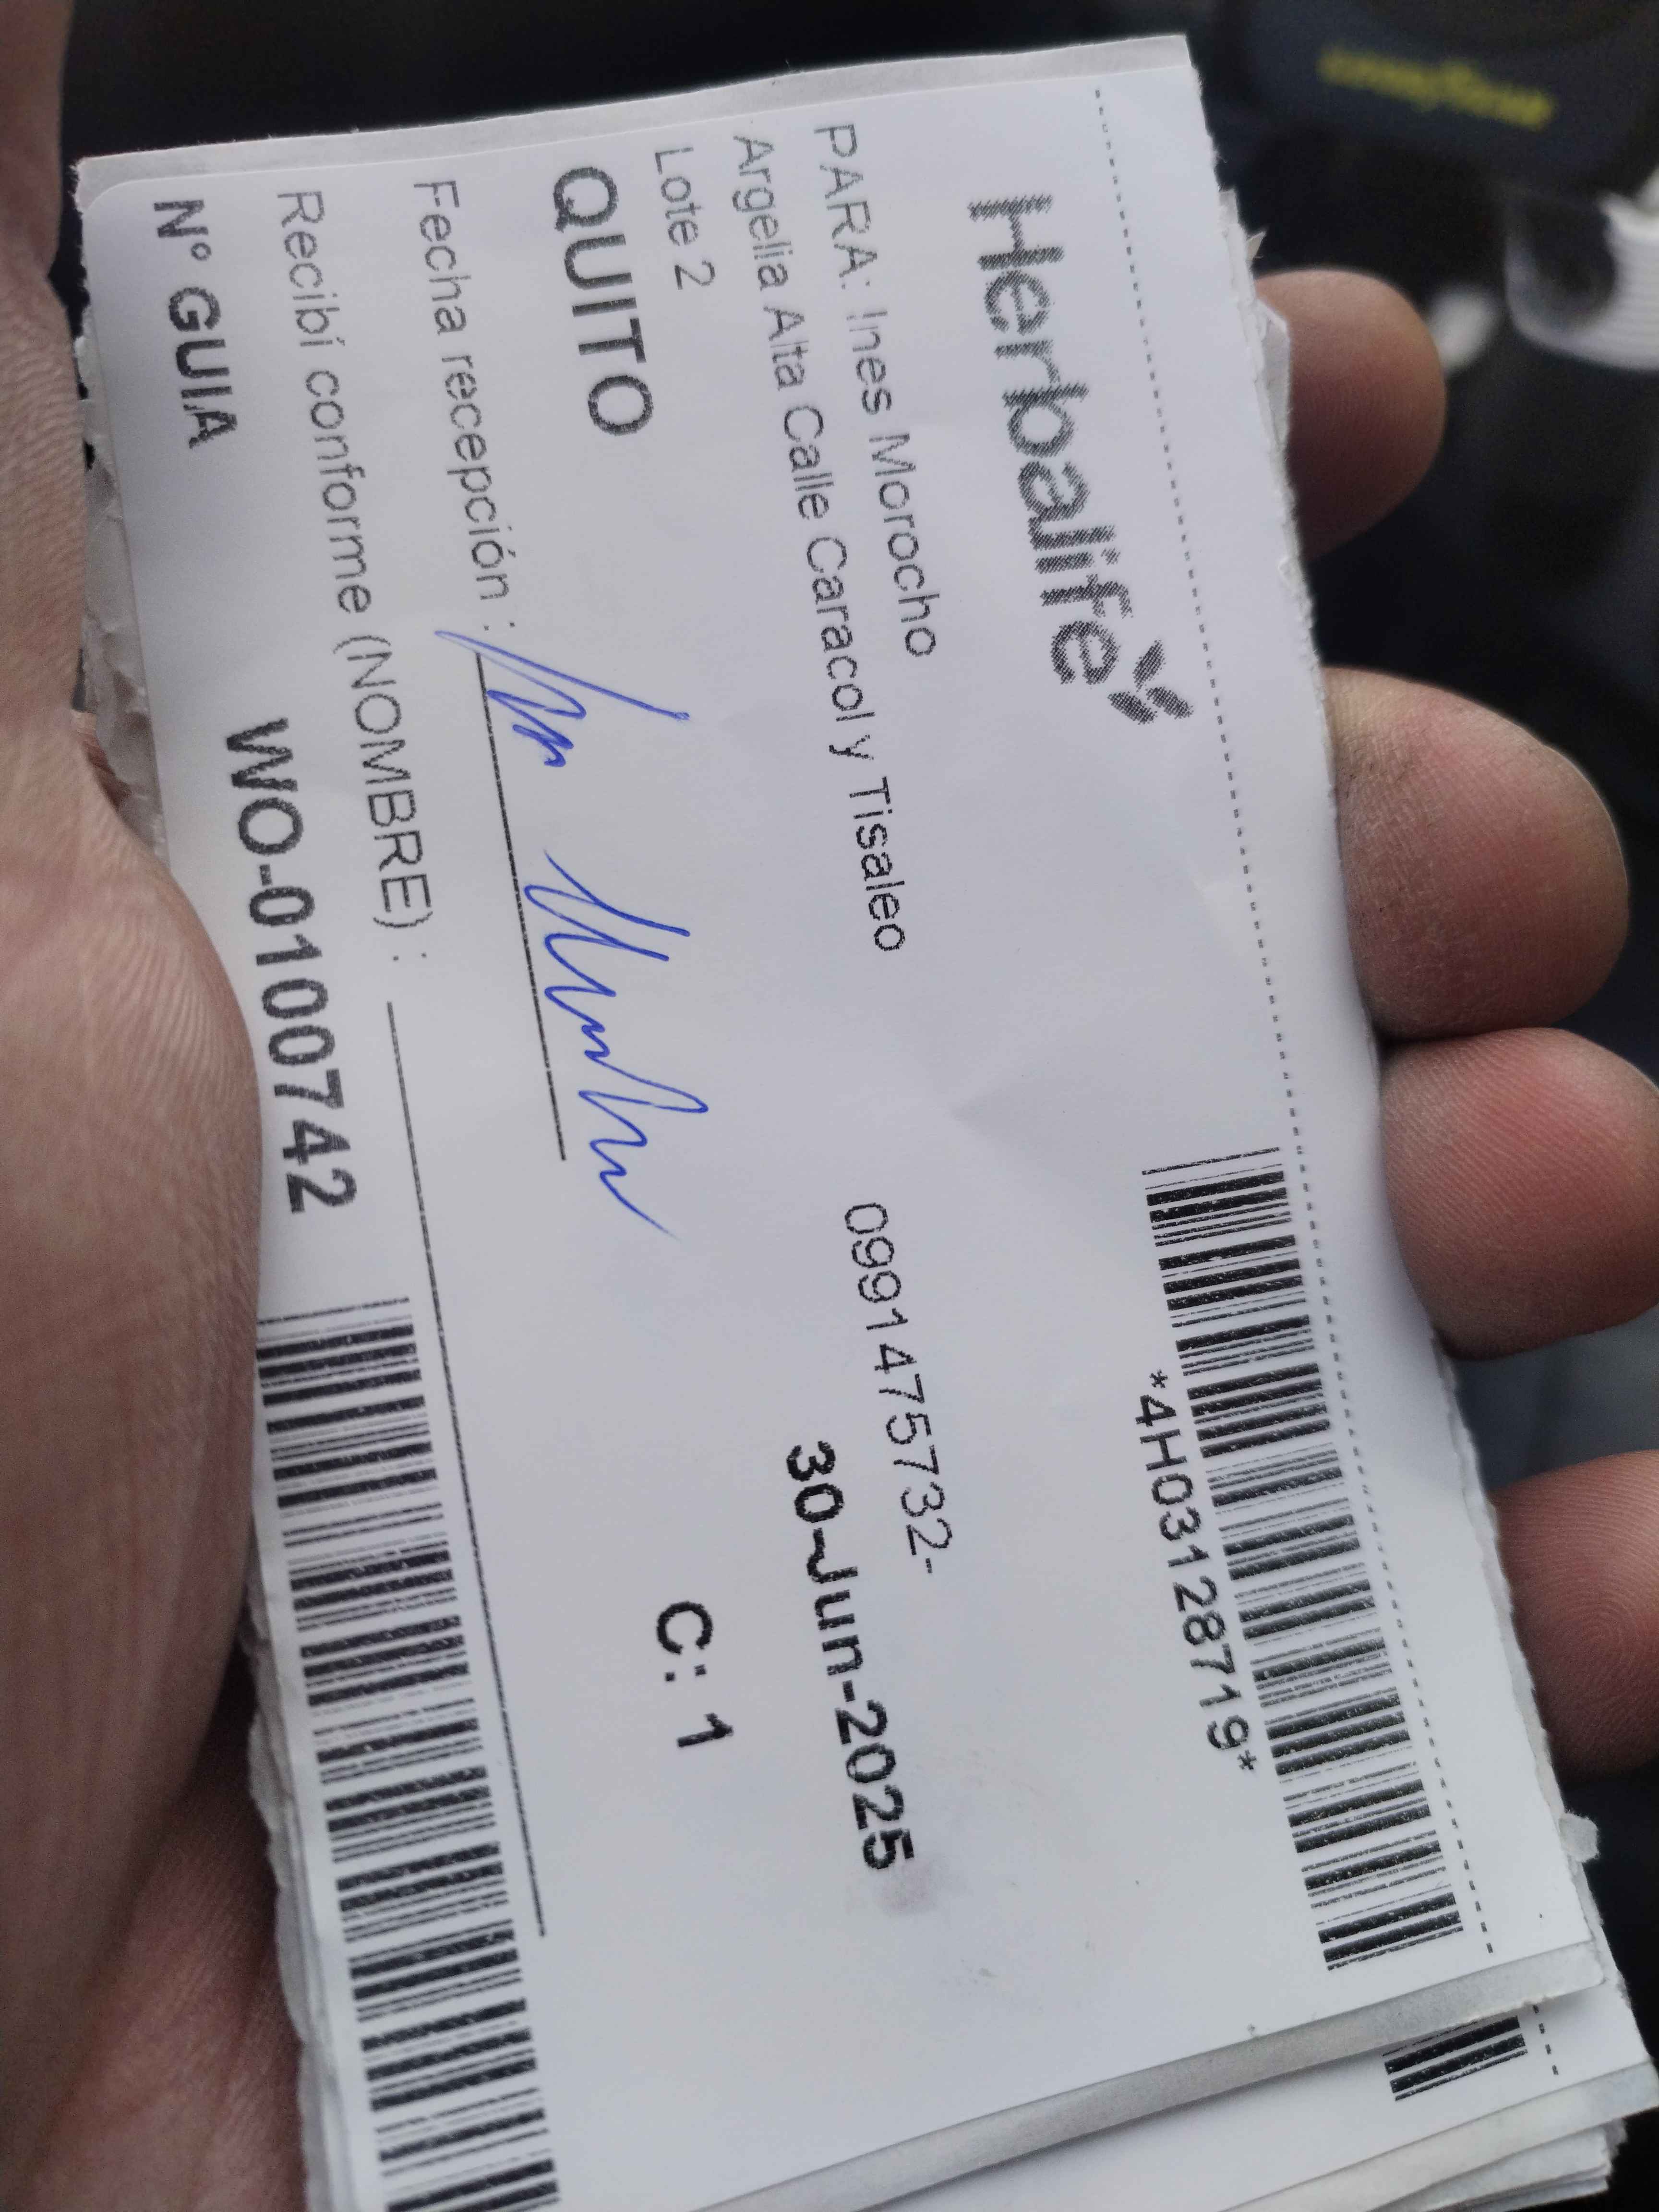 Herbalife
*4H03128719*
PARA: Ines Morocho
0991475732-
Argelia Alta Calle Caracol y Tisaleo
30-Jun-2025
Lote 2
QUITO
C: 1
Fecha recepción :
Recibí conforme (NOMBRE) :
N° GUIA
WO-0100742